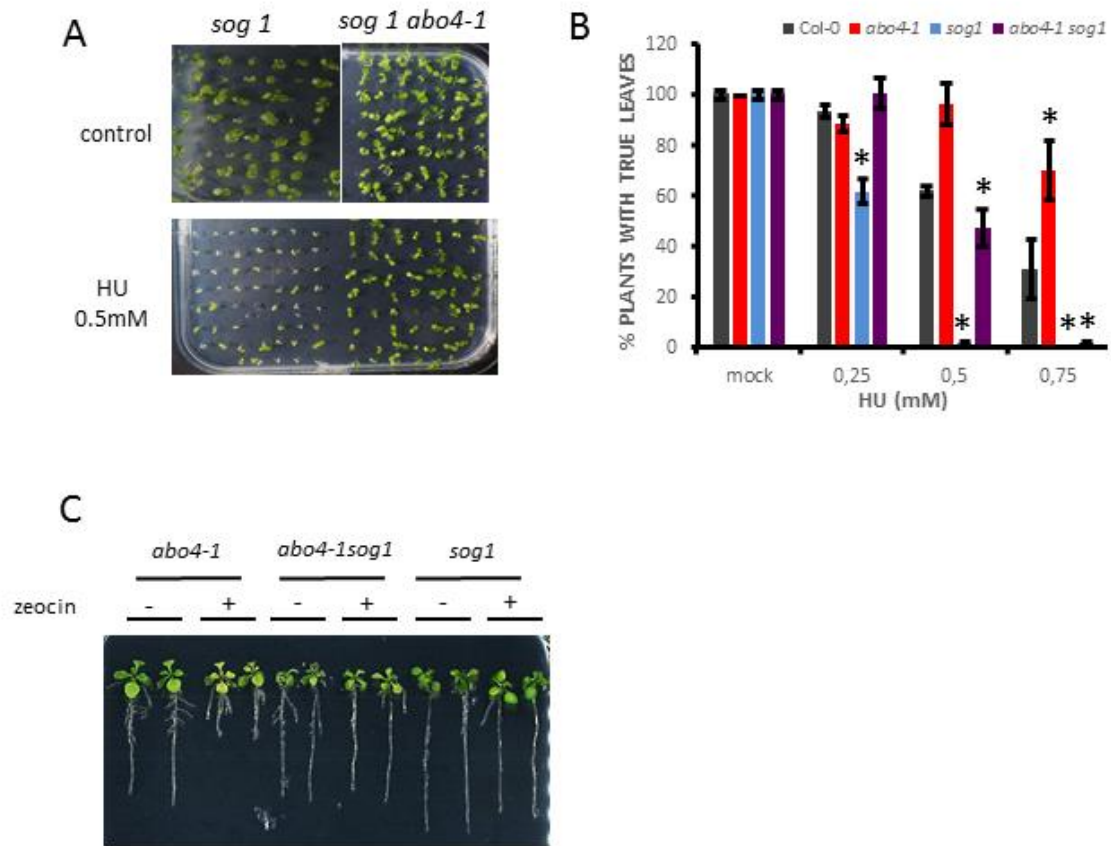 A
sog 1
sog 1 abo4-1
control
HU
0.5mM
B
Col-0 abo4-1 sog1 abo4-1 sog1
% PLANTS WITH TRUE LEAVES
120
100
80
60
40
20
0
*
*
*
*
* *
mock 0,25 0,5 0,75
HU (mM)
C
abo4-1 abo4-1sog1 sog1
zeocin - + - + - +